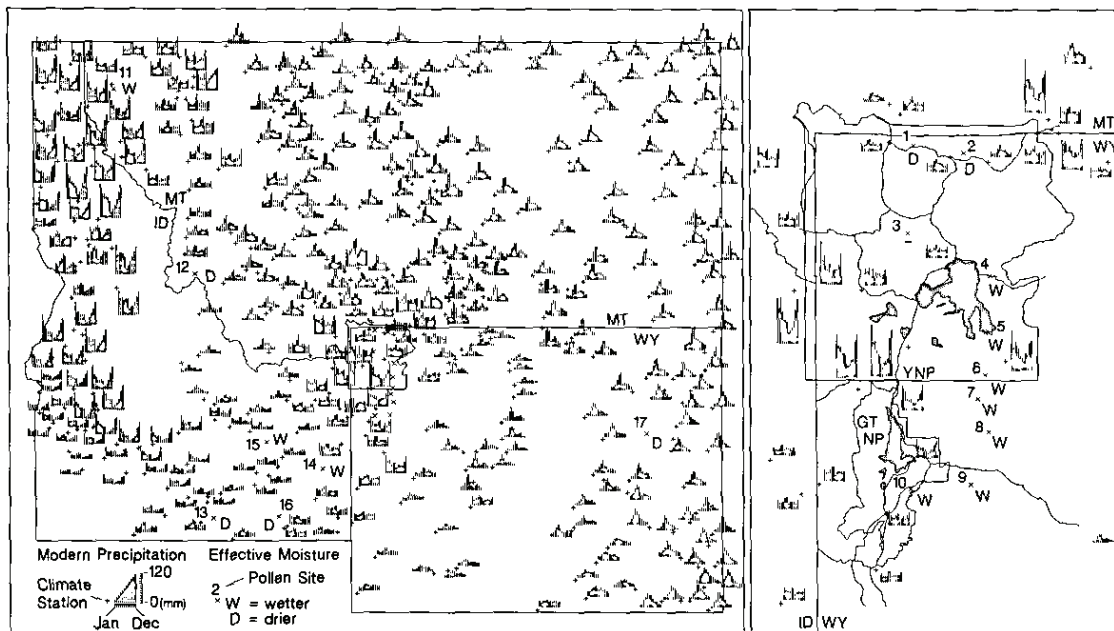 11
W
MT
ID
12
D
MT
WY
15
W
14
W
17
D
13
D
16
D
Modern Precipitation
Climate
Station
120
0(mm)
Jan Dec
Effective Moisture
2
Pollen Site
W = wetter
D = drier
MT
WY
1
D
2
D
3
–
4
W
5
W
6
W
YNP
7
W
8
W
GT
NP
9
W
10
W
ID WY